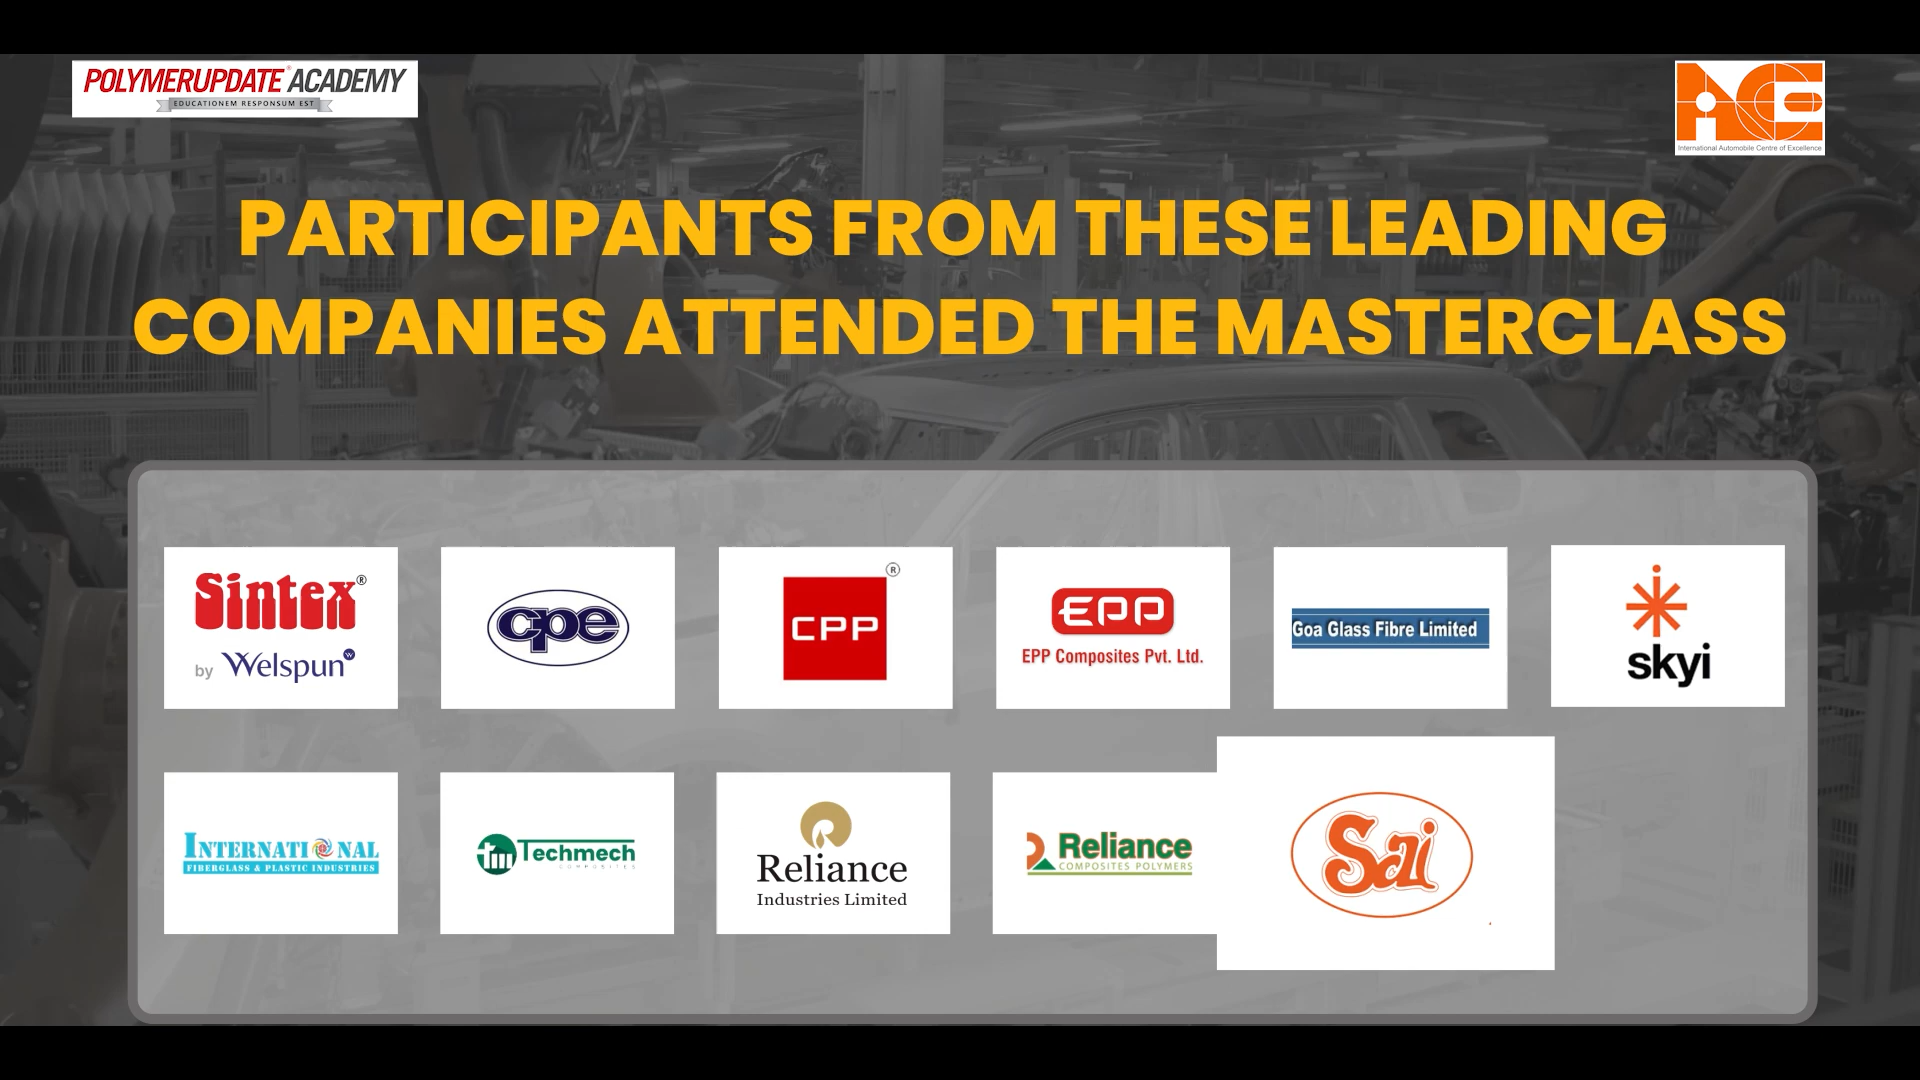 POLYMERUPDATE® ACADEMY
EDUCATIONEM RESPONSUM EST
ACE
International Automobile Centre of Excellence
PARTICIPANTS FROM THESE LEADING
COMPANIES ATTENDED THE MASTERCLASS
Sintex®
by Welspun W
cpe
CPP ®
EPP
EPP Composites Pvt. Ltd.
Goa Glass Fibre Limited
skyi
INTERNATIONAL
FIBERGLASS & PLASTIC INDUSTRIES
tm Techmech
COMPOSITES
Reliance
Industries Limited
Reliance
COMPOSITES POLYMERS
Sai